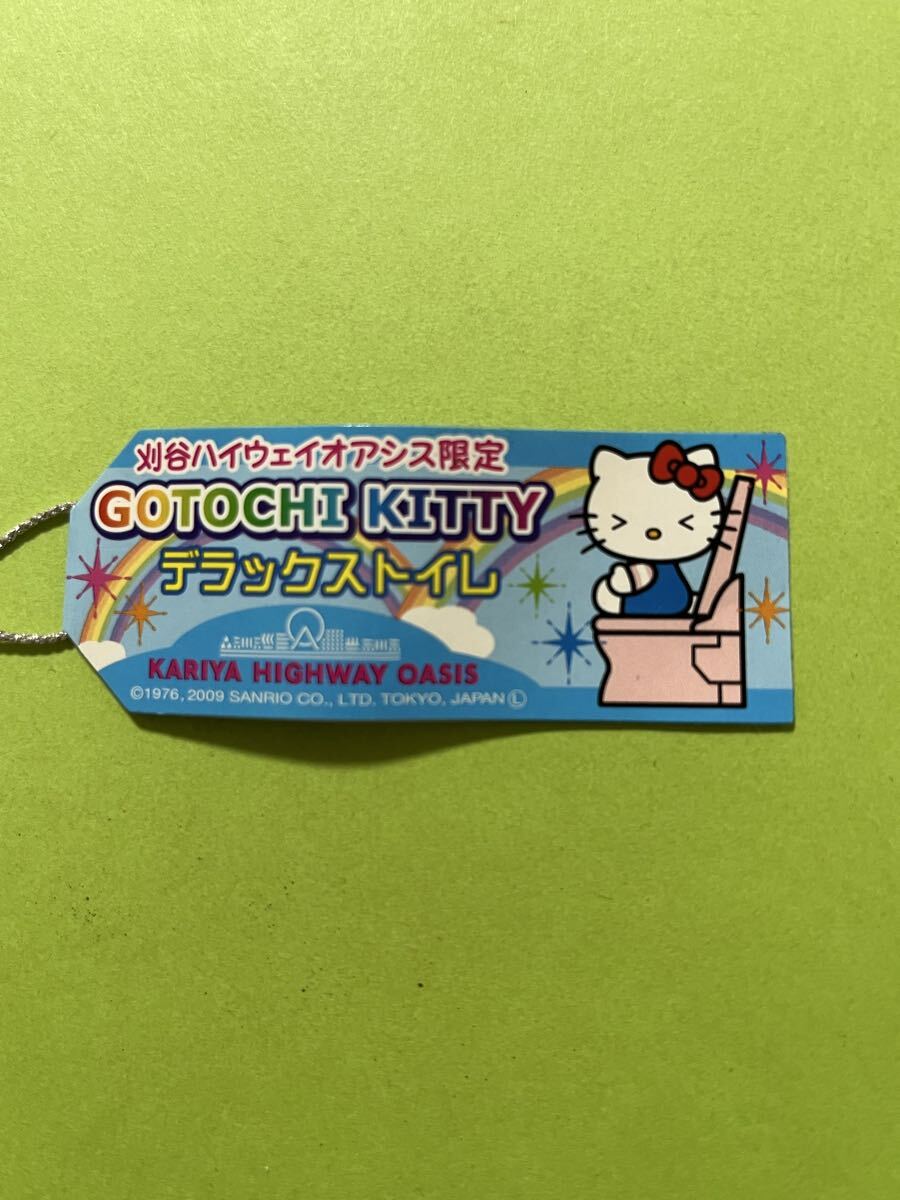 刈谷ハイウェイオアシス限定
GOTOCHI KITTY
デラックストイレ
KARIYA HIGHWAY OASIS
©1976, 2009 SANRIO CO., LTD. TOKYO, JAPAN Ⓛ